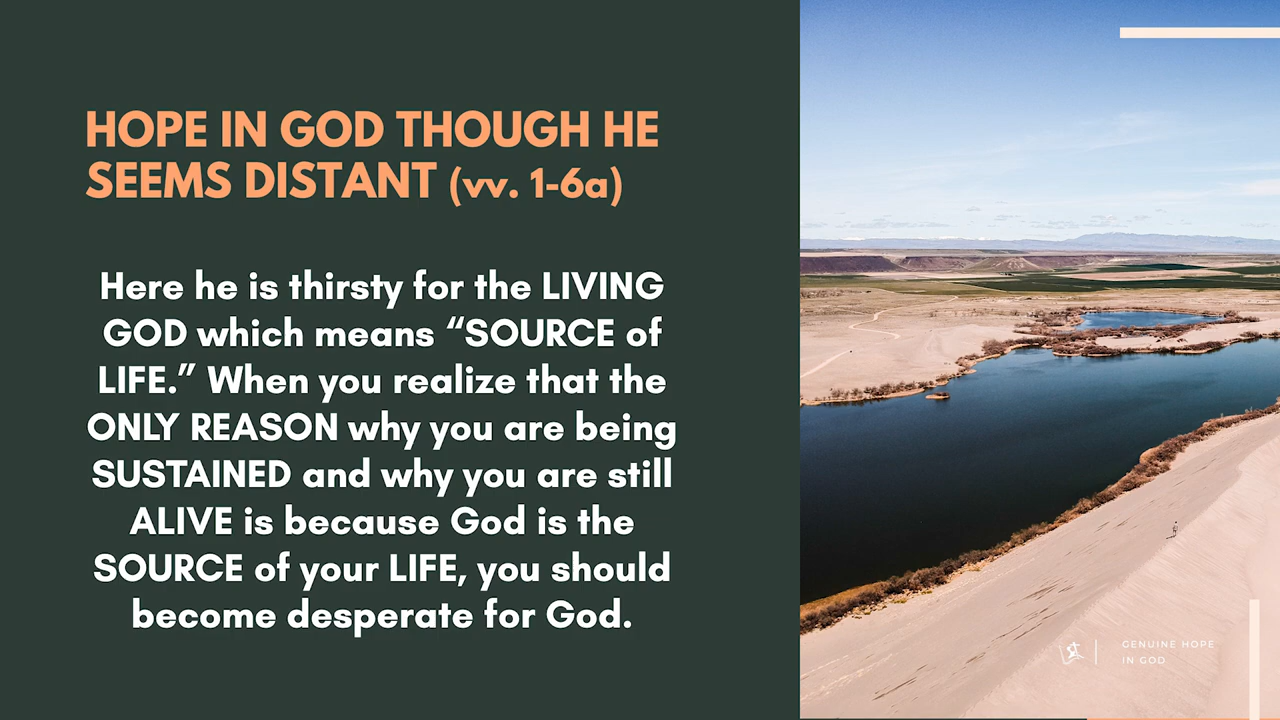 HOPE IN GOD THOUGH HE
SEEMS DISTANT (vv. 1-6a)
Here he is thirsty for the LIVING
GOD which means “SOURCE of
LIFE.” When you realize that the
ONLY REASON why you are being
SUSTAINED and why you are still
ALIVE is because God is the
SOURCE of your LIFE, you should
become desperate for God.
GENUINE HOPE
IN GOD